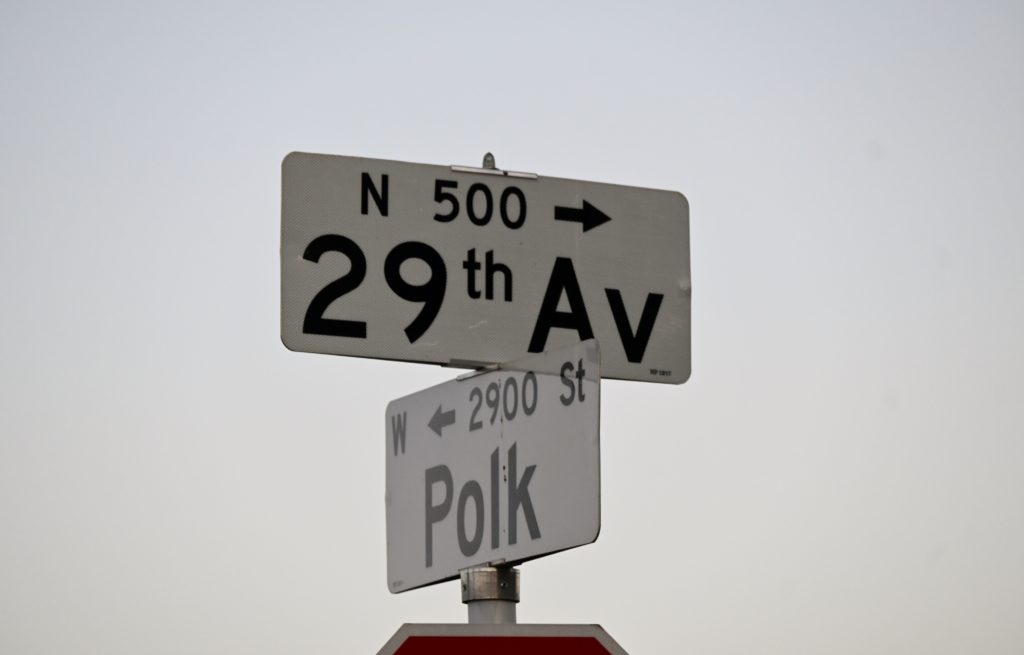 N 500 →
29th Av
W ← 2900 St
Polk